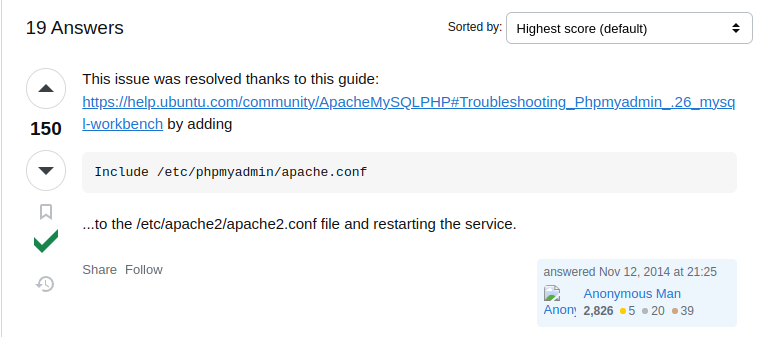 19 Answers
Sorted by:
Highest score (default)
This issue was resolved thanks to this guide:
https://help.ubuntu.com/community/ApacheMySQLPHP#Troubleshooting_Phpmyadmin_.26_mysq
l-workbench by adding
150
Include /etc/phpmyadmin/apache.conf
...to the /etc/apache2/apache2.conf file and restarting the service.
Share Follow
answered Nov 12, 2014 at 21:25
Anonymous Man
Anony
2,826 5 20 39